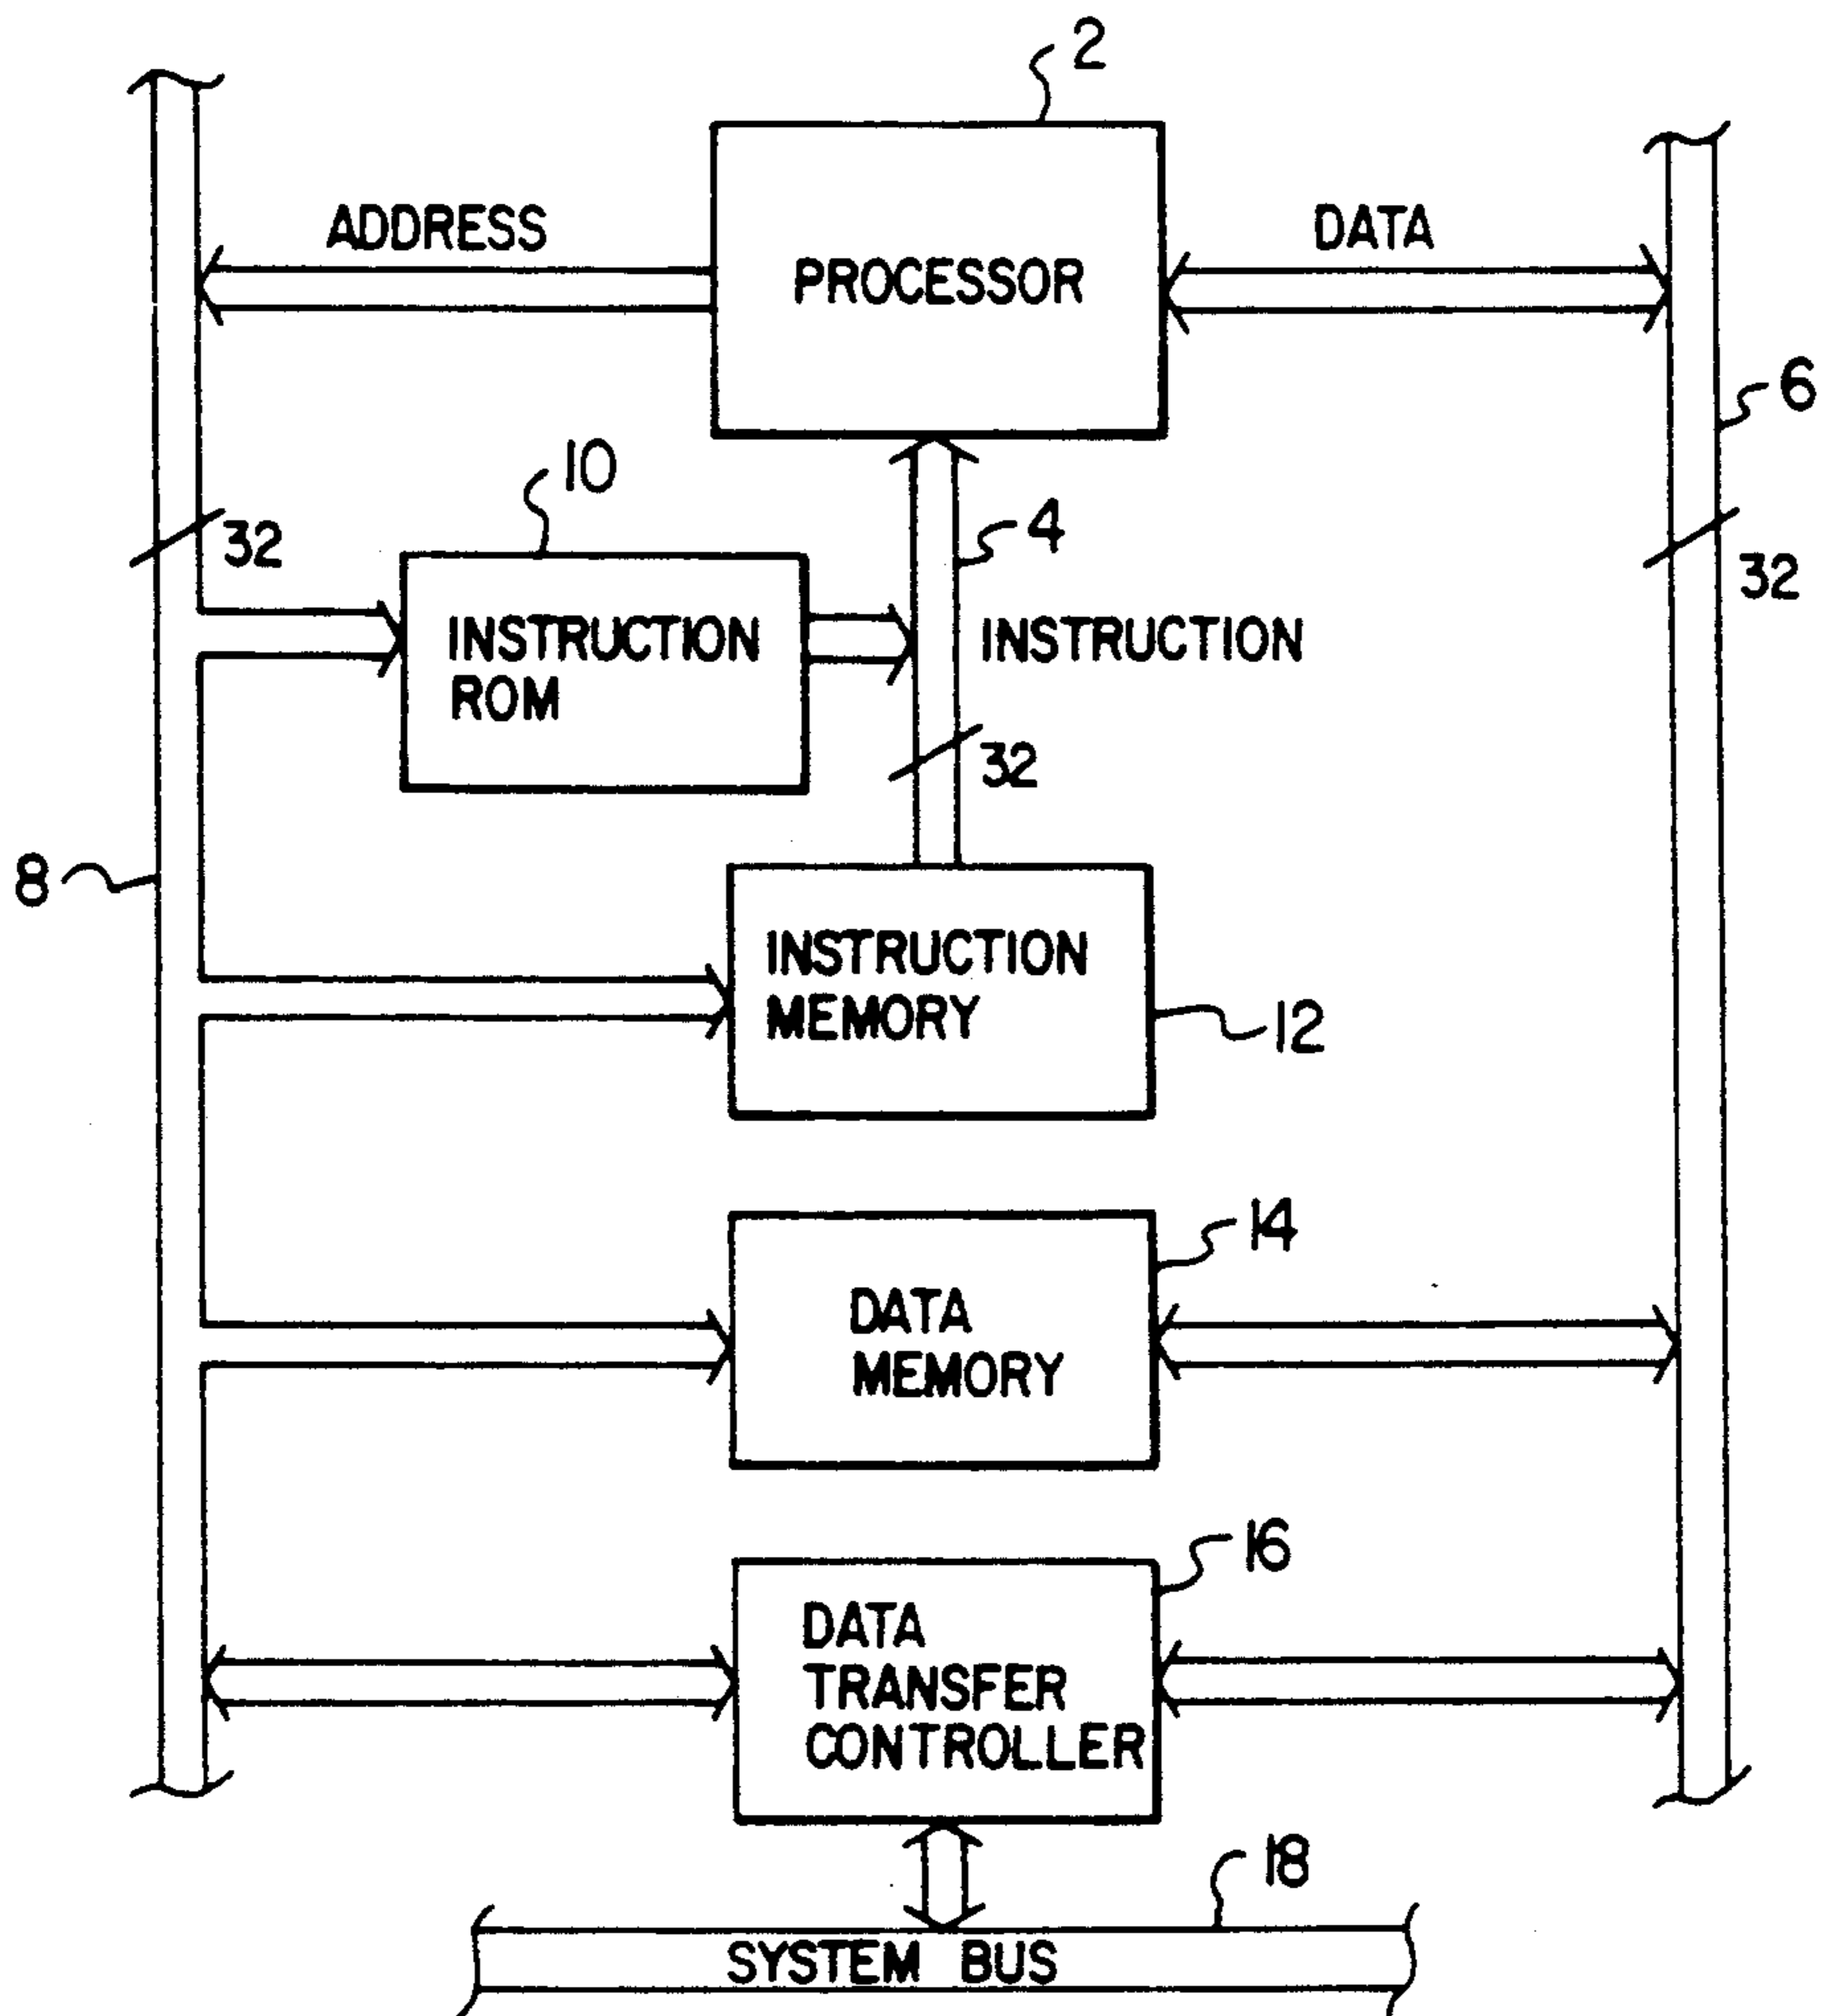 2
ADDRESS
PROCESSOR
DATA
6
10
32
4
32
INSTRUCTION
ROM
INSTRUCTION
32
8
INSTRUCTION
MEMORY
12
14
DATA
MEMORY
16
DATA
TRANSFER
CONTROLLER
18
SYSTEM BUS